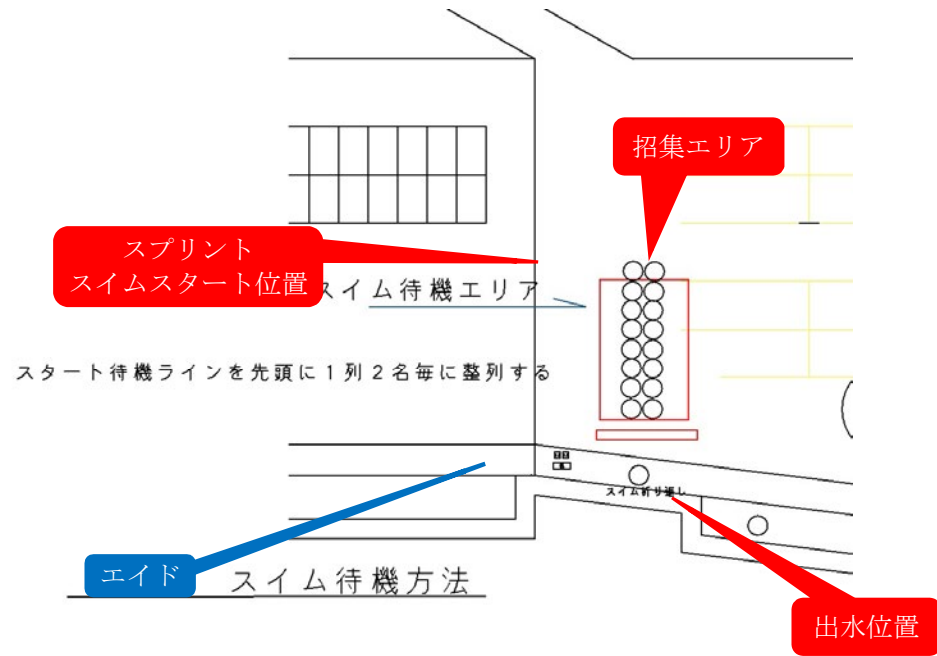 招集エリア
スプリント
スイムスタート位置
スイム待機エリア
スタート待機ラインを先頭に1列2名毎に整列する
スイム折り返し
エイド
スイム待機方法
出水位置